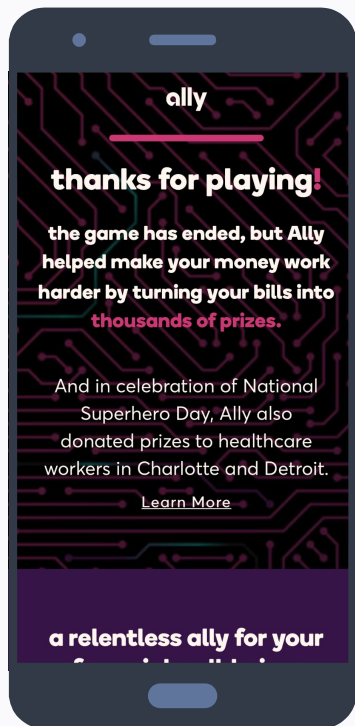 ally
thanks for playing!
the game has ended, but Ally
helped make your money work
harder by turning your bills into
thousands of prizes.
And in celebration of National
Superhero Day, Ally also
donated prizes to healthcare
workers in Charlotte and Detroit.
Learn More
a relentless ally for your